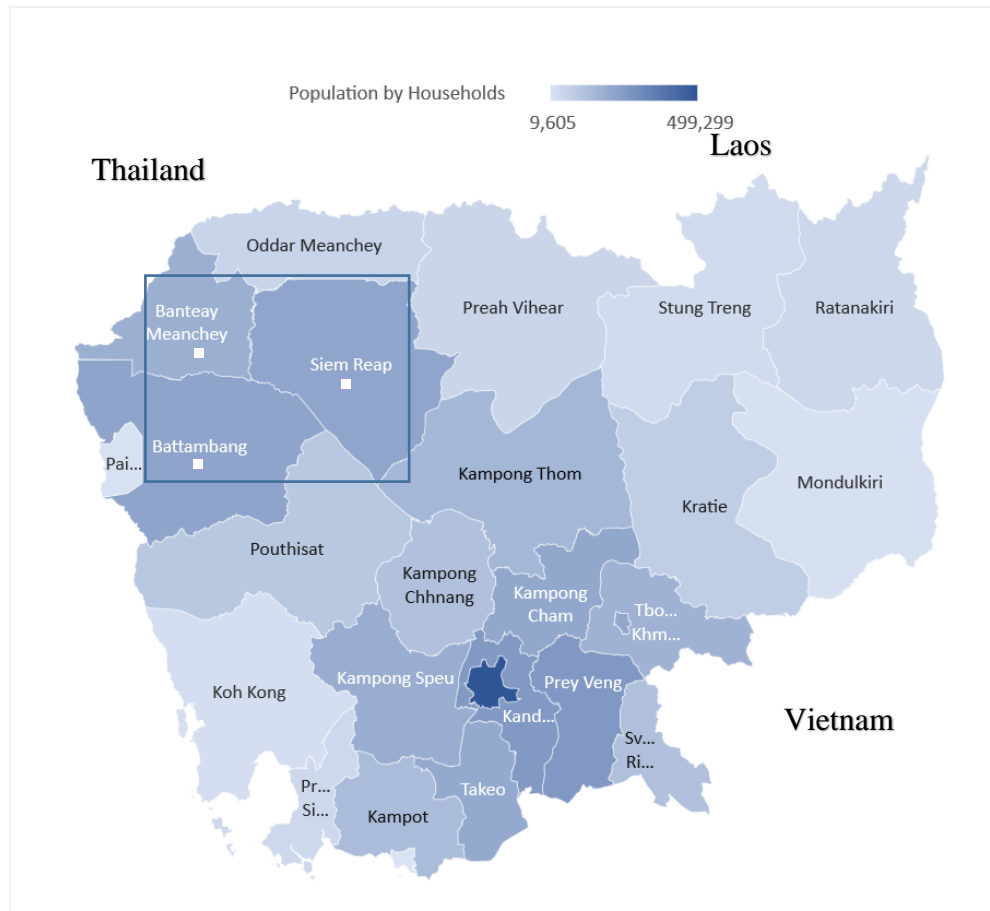 Population by Households
9,605
499,299
Laos
Thailand
Oddar Meanchey
Preah Vihear
Stung Treng
Ratanakiri
Banteay
Meanchey
Siem Reap
Battambang
Pai...
Kampong Thom
Mondulkiri
Kratie
Pouthisat
Kampong
Chhnang
Kampong
Cham
Tbo...
Khm...
Kampong Speu
Prey Veng
Koh Kong
Kand...
Vietnam
Sv...
Ri...
Pr...
Si...
Takeo
Kampot